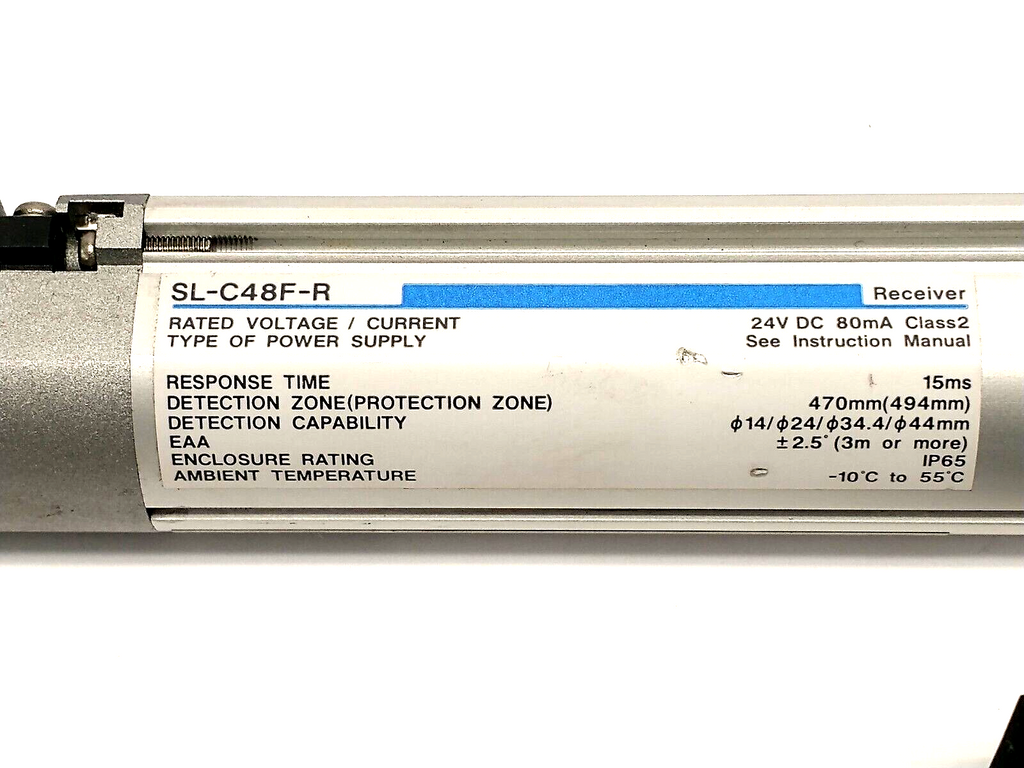 SL-C48F-R Receiver
RATED VOLTAGE / CURRENT 24V DC 80mA Class2
TYPE OF POWER SUPPLY See Instruction Manual
RESPONSE TIME 15ms
DETECTION ZONE(PROTECTION ZONE) 470mm(494mm)
DETECTION CAPABILITY ϕ14/ϕ24/ϕ34.4/ϕ44mm
EAA ±2.5°(3m or more)
ENCLOSURE RATING IP65
AMBIENT TEMPERATURE -10°C to 55°C